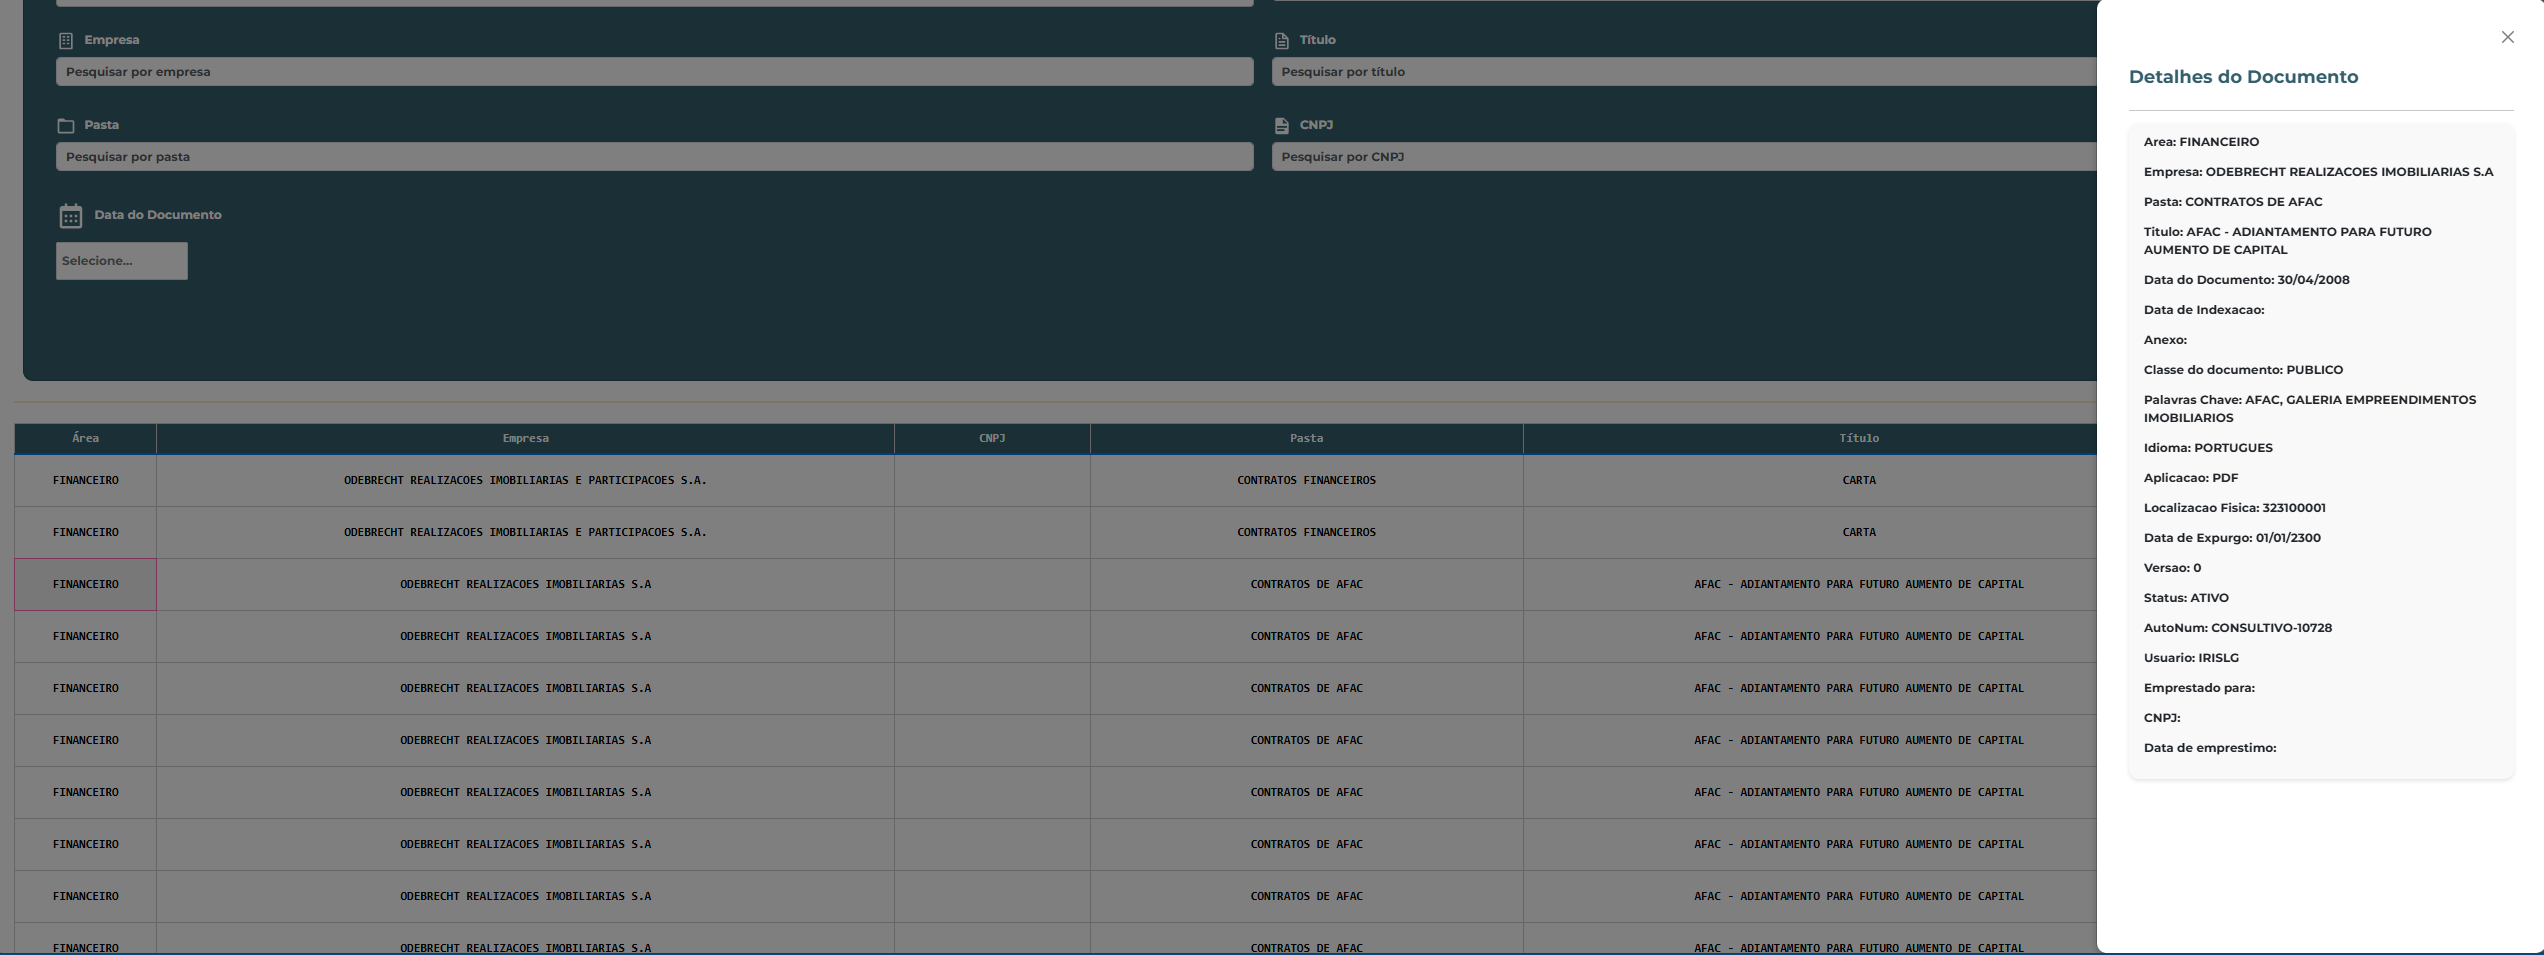 Empresa
Título
Pesquisar por empresa
Pesquisar por título
Pasta
CNPJ
Pesquisar por pasta
Pesquisar por CNPJ
Data do Documento
Selecione...
Área Empresa CNPJ Pasta Título
FINANCEIRO ODEBRECHT REALIZACOES IMOBILIARIAS E PARTICIPACOES S.A. CONTRATOS FINANCEIROS CARTA
FINANCEIRO ODEBRECHT REALIZACOES IMOBILIARIAS E PARTICIPACOES S.A. CONTRATOS FINANCEIROS CARTA
FINANCEIRO ODEBRECHT REALIZACOES IMOBILIARIAS S.A CONTRATOS DE AFAC AFAC - ADIANTAMENTO PARA FUTURO AUMENTO DE CAPITAL
FINANCEIRO ODEBRECHT REALIZACOES IMOBILIARIAS S.A CONTRATOS DE AFAC AFAC - ADIANTAMENTO PARA FUTURO AUMENTO DE CAPITAL
FINANCEIRO ODEBRECHT REALIZACOES IMOBILIARIAS S.A CONTRATOS DE AFAC AFAC - ADIANTAMENTO PARA FUTURO AUMENTO DE CAPITAL
FINANCEIRO ODEBRECHT REALIZACOES IMOBILIARIAS S.A CONTRATOS DE AFAC AFAC - ADIANTAMENTO PARA FUTURO AUMENTO DE CAPITAL
FINANCEIRO ODEBRECHT REALIZACOES IMOBILIARIAS S.A CONTRATOS DE AFAC AFAC - ADIANTAMENTO PARA FUTURO AUMENTO DE CAPITAL
FINANCEIRO ODEBRECHT REALIZACOES IMOBILIARIAS S.A CONTRATOS DE AFAC AFAC - ADIANTAMENTO PARA FUTURO AUMENTO DE CAPITAL
FINANCEIRO ODEBRECHT REALIZACOES IMOBILIARIAS S.A CONTRATOS DE AFAC AFAC - ADIANTAMENTO PARA FUTURO AUMENTO DE CAPITAL
FINANCEIRO ODEBRECHT REALIZACOES IMOBILIARIAS S.A CONTRATOS DE AFAC AFAC - ADIANTAMENTO PARA FUTURO AUMENTO DE CAPITAL
Detalhes do Documento
Area: FINANCEIRO
Empresa: ODEBRECHT REALIZACOES IMOBILIARIAS S.A
Pasta: CONTRATOS DE AFAC
Titulo: AFAC - ADIANTAMENTO PARA FUTURO
AUMENTO DE CAPITAL
Data do Documento: 30/04/2008
Data de Indexacao:
Anexo:
Classe do documento: PUBLICO
Palavras Chave: AFAC, GALERIA EMPREENDIMENTOS
IMOBILIARIOS
Idioma: PORTUGUES
Aplicacao: PDF
Localizacao Fisica: 323100001
Data de Expurgo: 01/01/2300
Versao: 0
Status: ATIVO
AutoNum: CONSULTIVO-10728
Usuario: IRISLG
Emprestado para:
CNPJ:
Data de emprestimo: